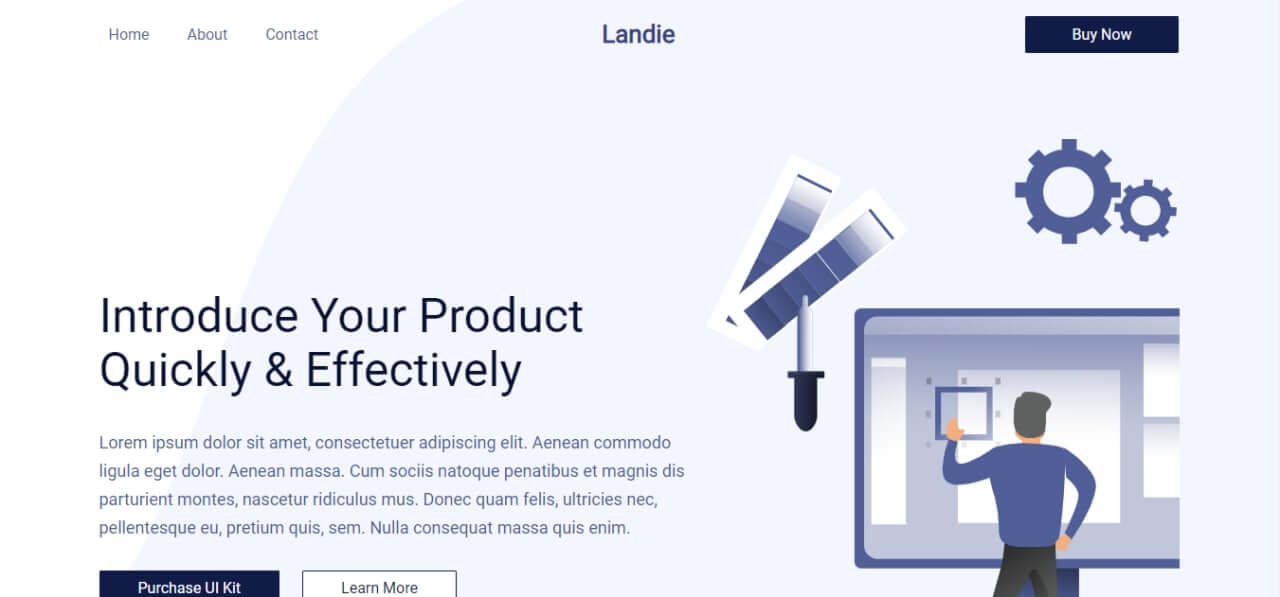 Home About Contact Landie Buy Now
Introduce Your Product
Quickly & Effectively
Lorem ipsum dolor sit amet, consectetuer adipiscing elit. Aenean commodo
ligula eget dolor. Aenean massa. Cum sociis natoque penatibus et magnis dis
parturient montes, nascetur ridiculus mus. Donec quam felis, ultricies nec,
pellentesque eu, pretium quis, sem. Nulla consequat massa quis enim.
Purchase UI Kit Learn More